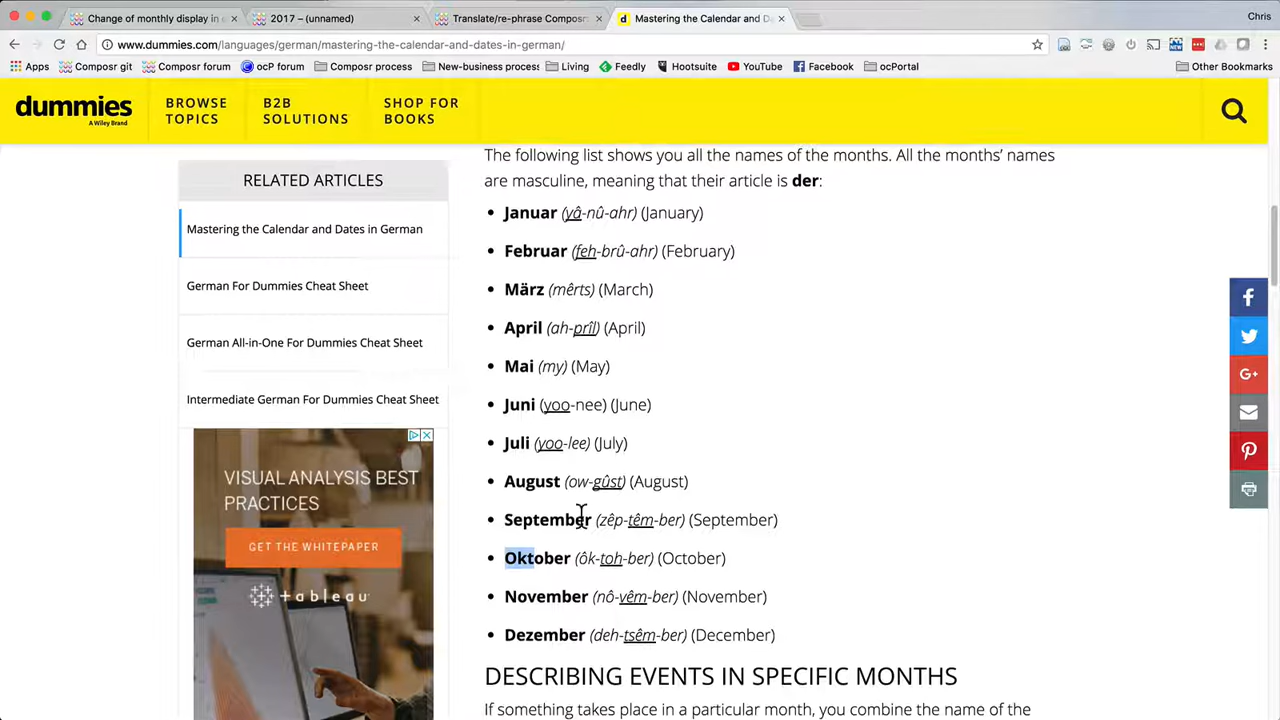 Change of monthly display in e
2017 – (unnamed)
Translate/re-phrase Compos
Mastering the Calendar and D
Chris
www.dummies.com/languages/german/mastering-the-calendar-and-dates-in-german/
Apps
Composr git
Composr forum
ocP forum
Composr process
New-business process
Living
Feedly
Hootsuite
YouTube
Facebook
ocPortal
Other Bookmarks
dummies
A Wiley Brand
BROWSE
TOPICS
B2B
SOLUTIONS
SHOP FOR
BOOKS
RELATED ARTICLES
Mastering the Calendar and Dates in German
German For Dummies Cheat Sheet
German All-in-One For Dummies Cheat Sheet
Intermediate German For Dummies Cheat Sheet
VISUAL ANALYSIS BEST
PRACTICES
GET THE WHITEPAPER
+ a b l e a u
The following list shows you all the names of the months. All the months’ names
are masculine, meaning that their article is der:
• Januar (yâ-nû-ahr) (January)
• Februar (feh-brû-ahr) (February)
• März (mêrts) (March)
• April (ah-prîl) (April)
• Mai (my) (May)
• Juni (yoo-nee) (June)
• Juli (yoo-lee) (July)
• August (ow-gûst) (August)
• September (zêp-têm-ber) (September)
• Oktober (ôk-toh-ber) (October)
• November (nô-vêm-ber) (November)
• Dezember (deh-tsêm-ber) (December)
DESCRIBING EVENTS IN SPECIFIC MONTHS
If something takes place in a particular month, you combine the name of the